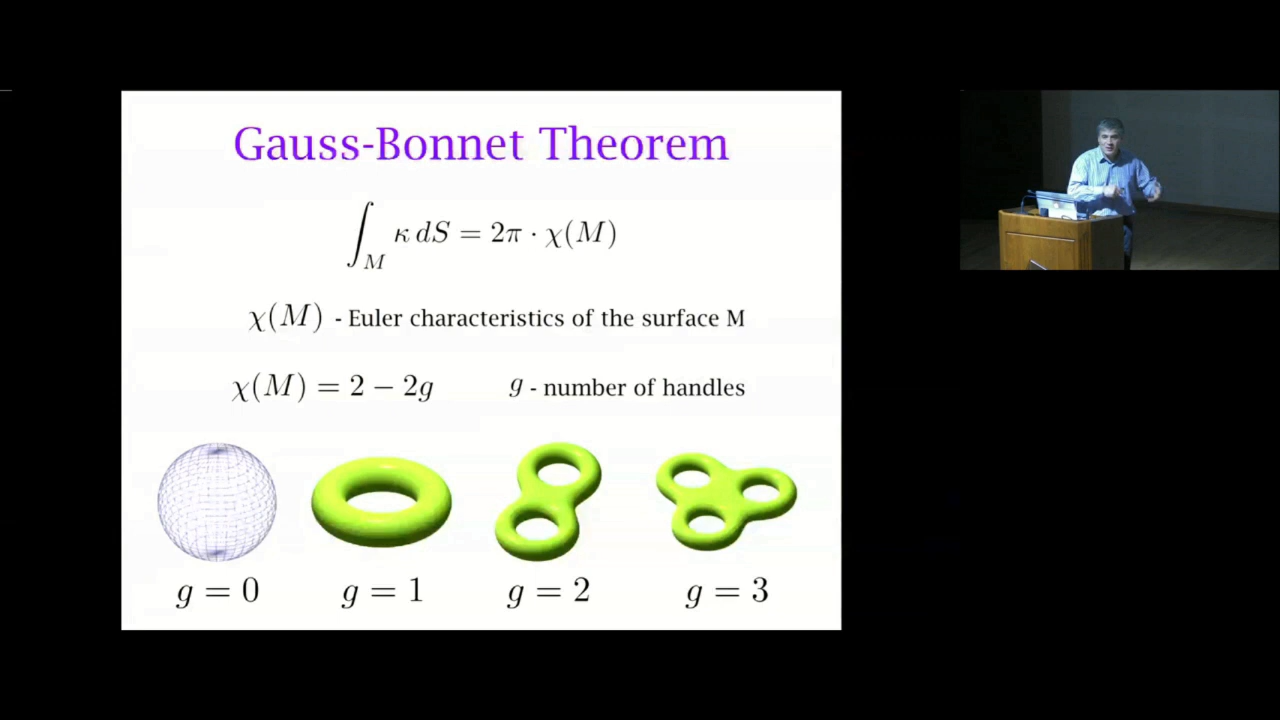 Gauss-Bonnet Theorem
∫_M κ dS = 2π · χ(M)
χ(M) - Euler characteristics of the surface M
χ(M) = 2 − 2g g - number of handles
g = 0 g = 1 g = 2 g = 3